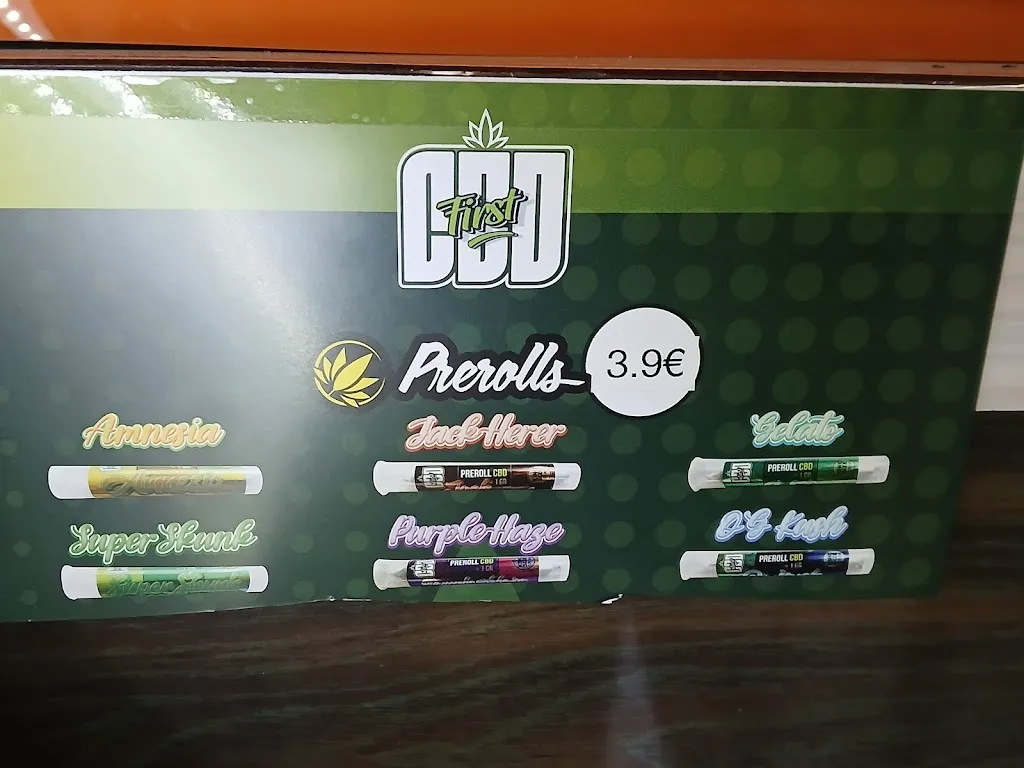 CBD
First
Prerolls 3.9€
Amnesia Jack Herer Gelato
PREROLL CBD
PREROLL CBD
Super Skunk Purple Haze O'G Kush
PREROLL CBD
PREROLL CBD